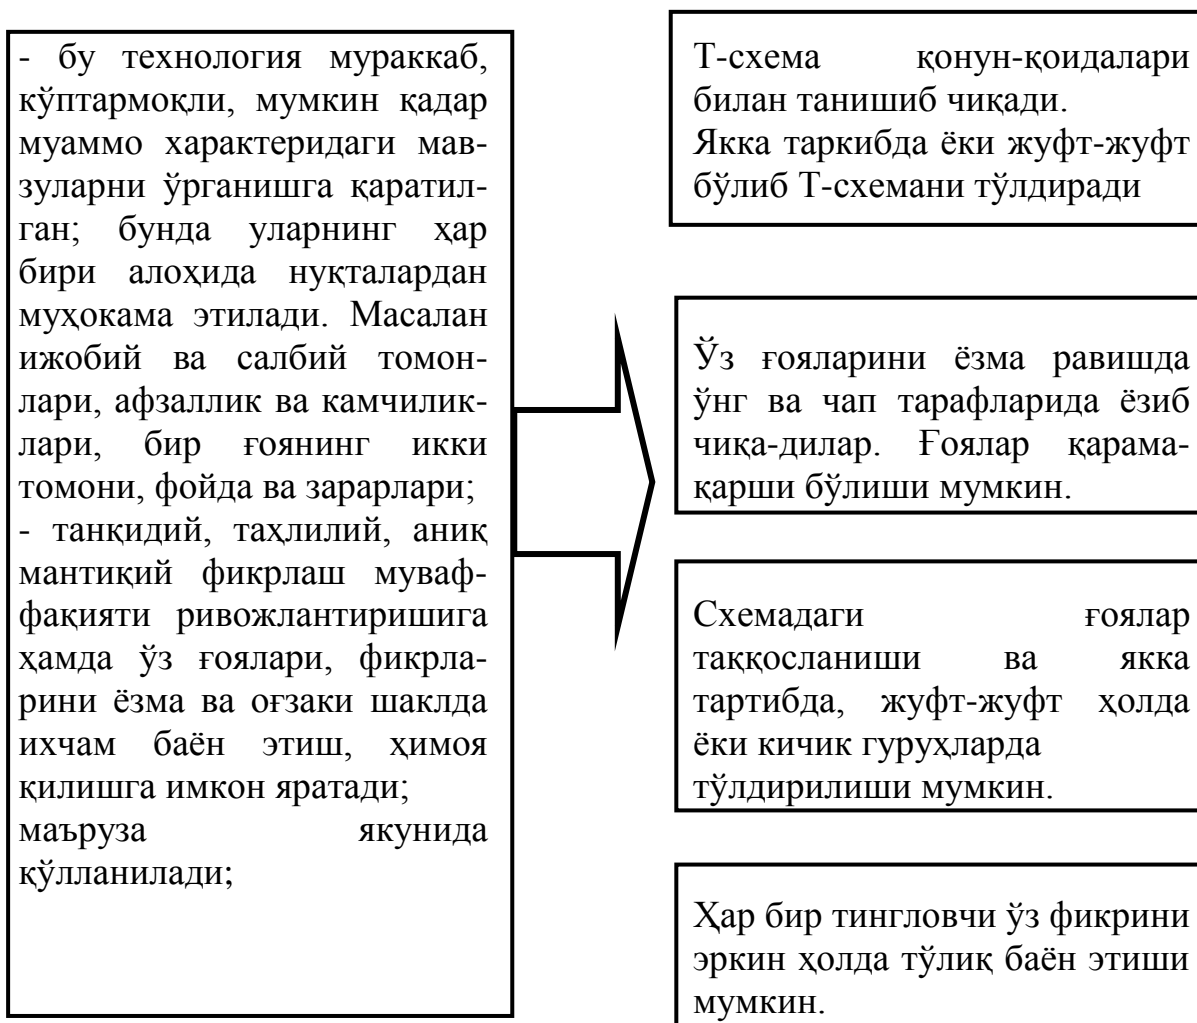 - бу технология мураккаб,
кўптармоқли, мумкин қадар
муаммо характеридаги мав-
зуларни ўрганишга қаратил-
ган; бунда уларнинг ҳар
бири алоҳида нуқталардан
муҳокама этилади. Масалан
ижобий ва салбий томон-
лари, афзаллик ва камчилик-
лари, бир ғоянинг икки
томони, фойда ва зарарлари;
- танқидий, таҳлилий, аниқ
мантиқий фикрлаш муваф-
фақияти ривожлантиришига
ҳамда ўз ғоялари, фикрла-
рини ёзма ва оғзаки шаклда
ихчам баён этиш, ҳимоя
қилишга имкон яратади;
маъруза якунида
қўлланилади;
Т-схема қонун-қоидалари
билан танишиб чиқади.
Якка таркибда ёки жуфт-жуфт
бўлиб Т-схемани тўлдиради
Ўз ғояларини ёзма равишда
ўнг ва чап тарафларида ёзиб
чиқа-дилар. Ғоялар қарама-
қарши бўлиши мумкин.
Схемадаги ғоялар
таққосланиши ва якка
тартибда, жуфт-жуфт ҳолда
ёки кичик гуруҳларда
тўлдирилиши мумкин.
Ҳар бир тингловчи ўз фикрини
эркин ҳолда тўлиқ баён этиши
мумкин.